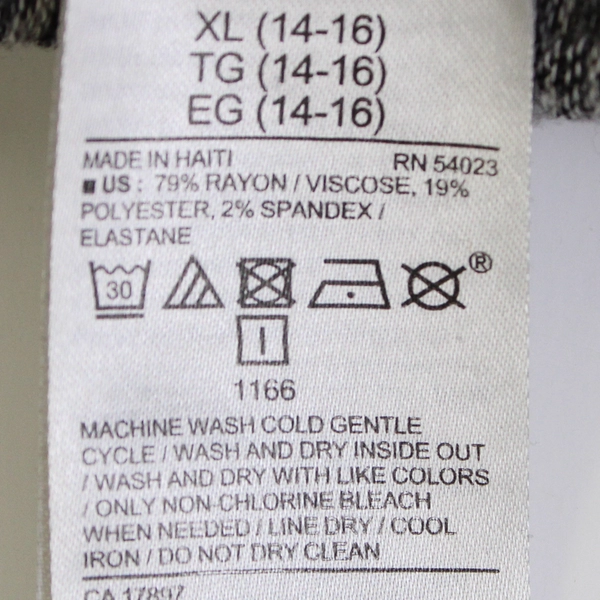 XL (14-16)
TG (14-16)
EG (14-16)
MADE IN HAITI RN 54023
US : 79% RAYON / VISCOSE, 19%
POLYESTER, 2% SPANDEX /
ELASTANE
30 ®
1166
MACHINE WASH COLD GENTLE
CYCLE / WASH AND DRY INSIDE OUT
/ WASH AND DRY WITH LIKE COLORS
/ ONLY NON-CHLORINE BLEACH
WHEN NEEDED / LINE DRY / COOL
IRON / DO NOT DRY CLEAN
CA 17897